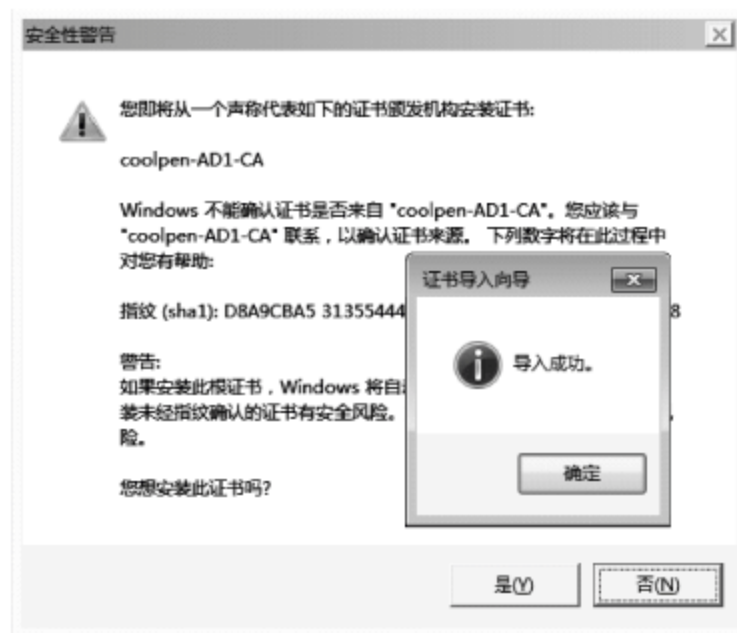 安全性警告
您即将从一个声称代表如下的证书颁发机构安装证书:
coolpen-AD1-CA
Windows 不能确认证书是否来自 "coolpen-AD1-CA"。您应该与
"coolpen-AD1-CA" 联系，以确认证书来源。 下列数字将在此过程中
对您有帮助:
指纹 (sha1): D8A9CBA5 31355444
8
警告:
如果安装此根证书，Windows 将自
装未经指纹确认的证书有安全风险。
险。
您想安装此证书吗?
证书导入向导
导入成功。
确定
是(Y)
否(N)